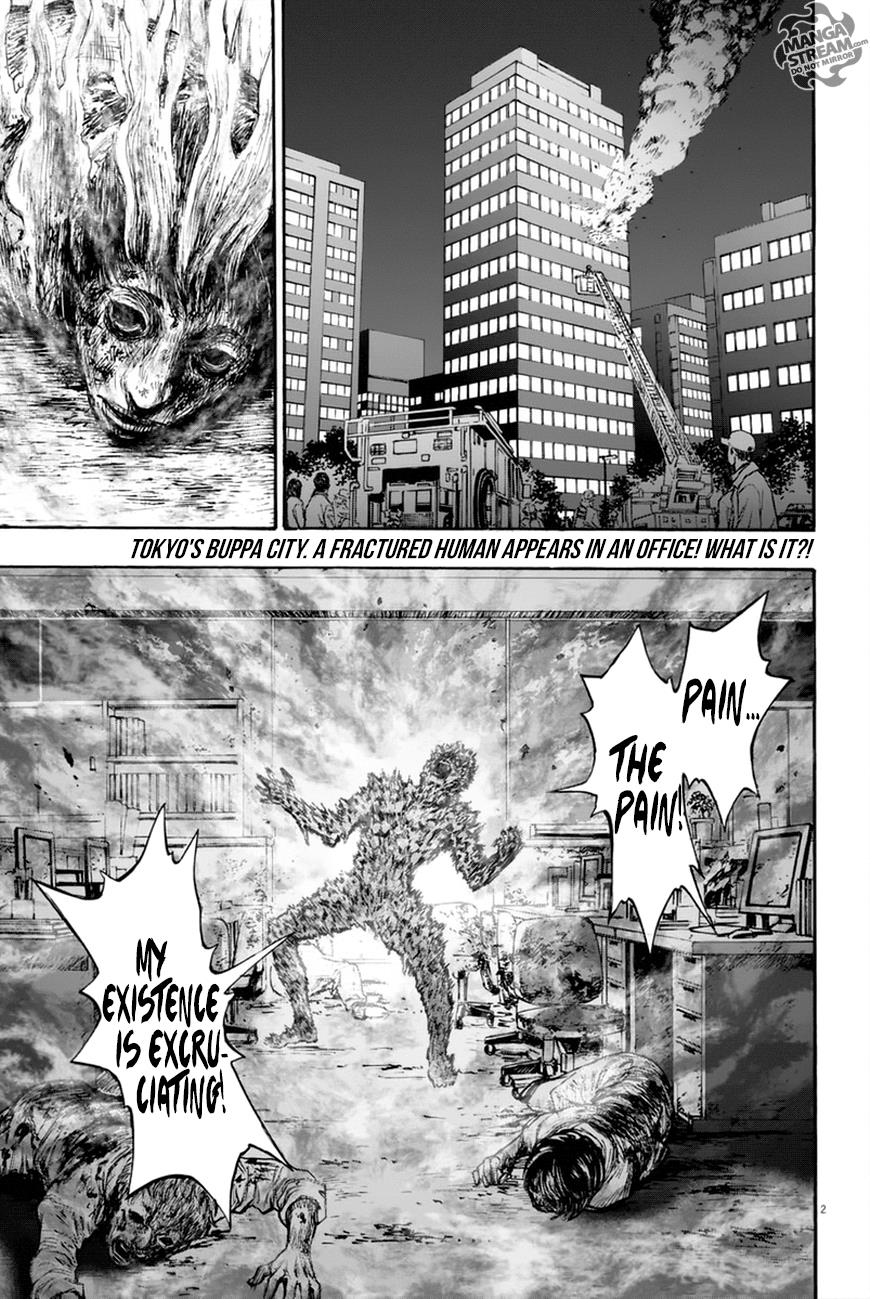 MANGA
STREAM.com
DO NOT MIRROR
TOKYO'S BUPPA CITY. A FRACTURED HUMAN APPEARS IN AN OFFICE! WHAT IS IT?!
PAIN...
THE
PAIN!!
MY
EXISTENCE
IS EXCRU-
CIATING!
2